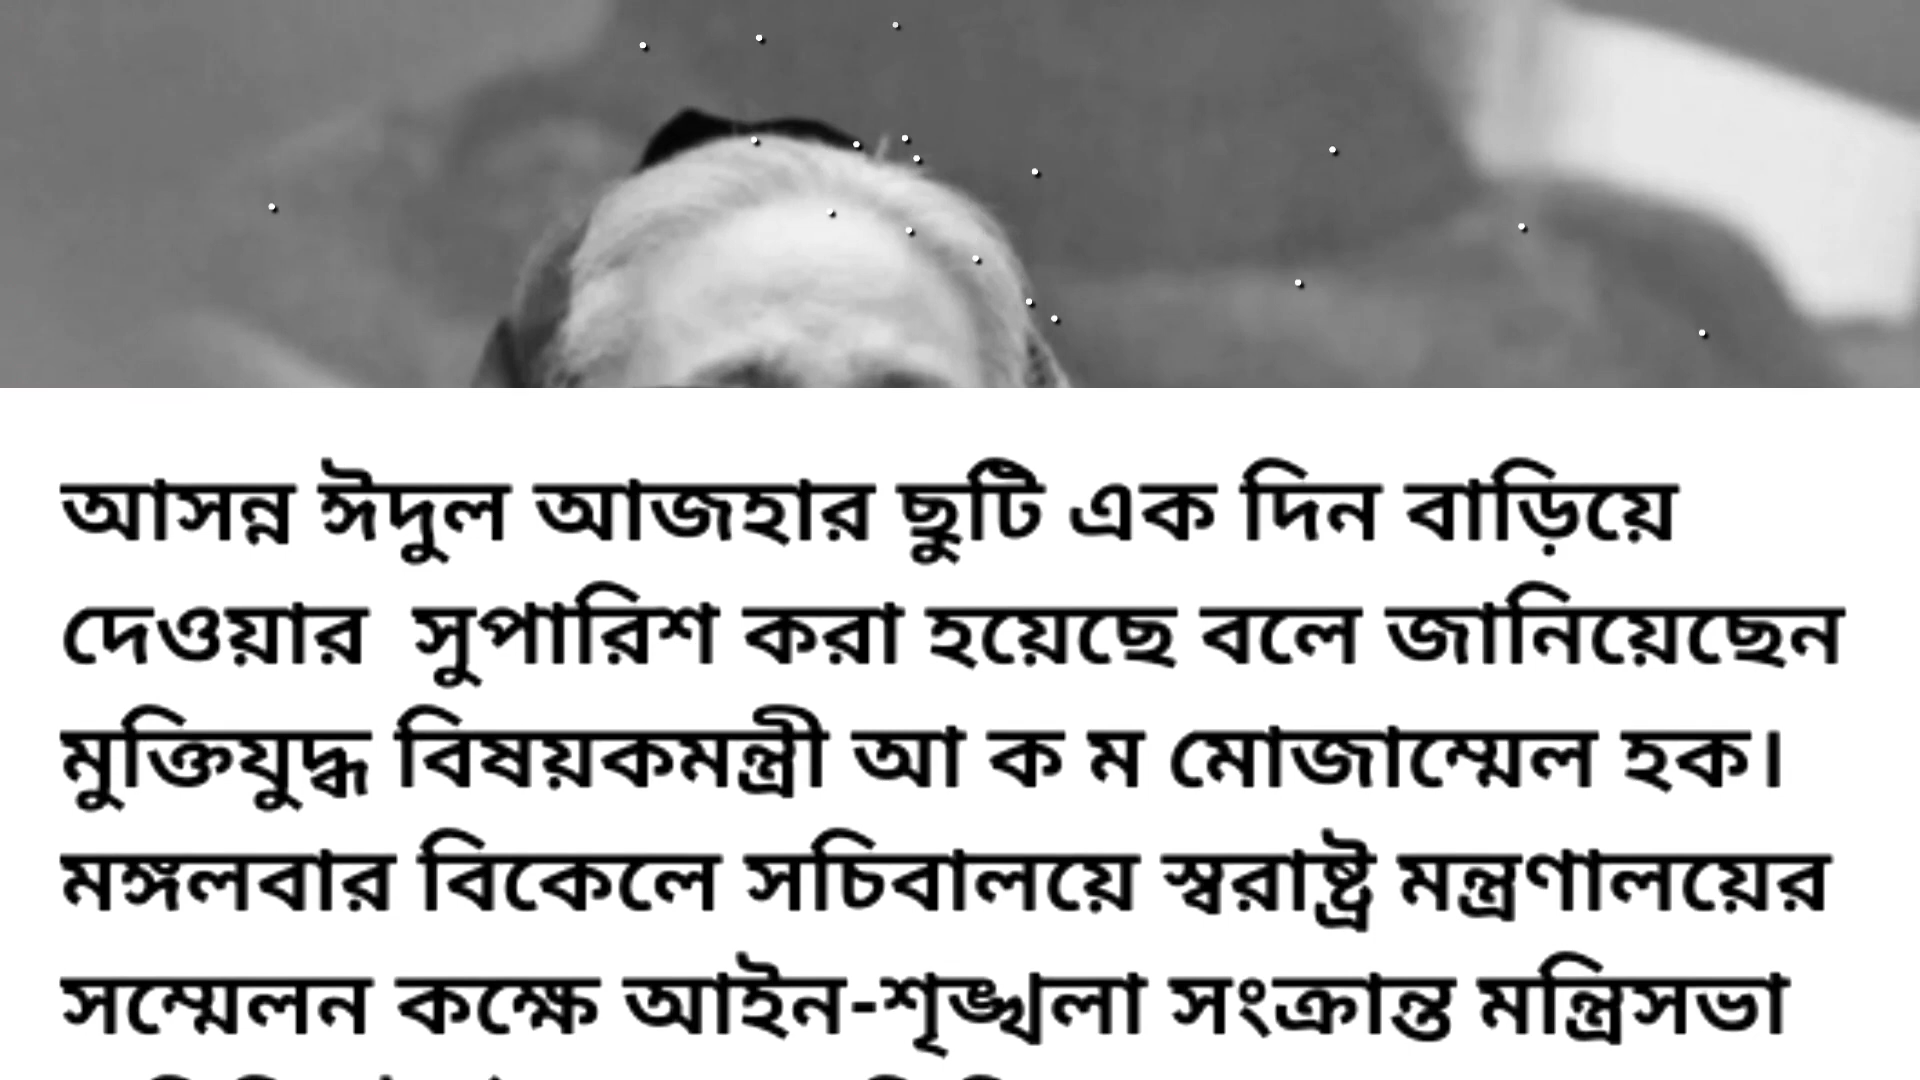 আসন্ন ঈদুল আজহার ছুটি এক দিন বাড়িয়ে
দেওয়ার সুপারিশ করা হয়েছে বলে জানিয়েছেন
মুক্তিযুদ্ধ বিষয়কমন্ত্রী আ ক ম মোজাম্মেল হক।
মঙ্গলবার বিকেলে সচিবালয়ে স্বরাষ্ট্র মন্ত্রণালয়ের
সম্মেলন কক্ষে আইন-শৃঙ্খলা সংক্রান্ত মন্ত্রিসভা